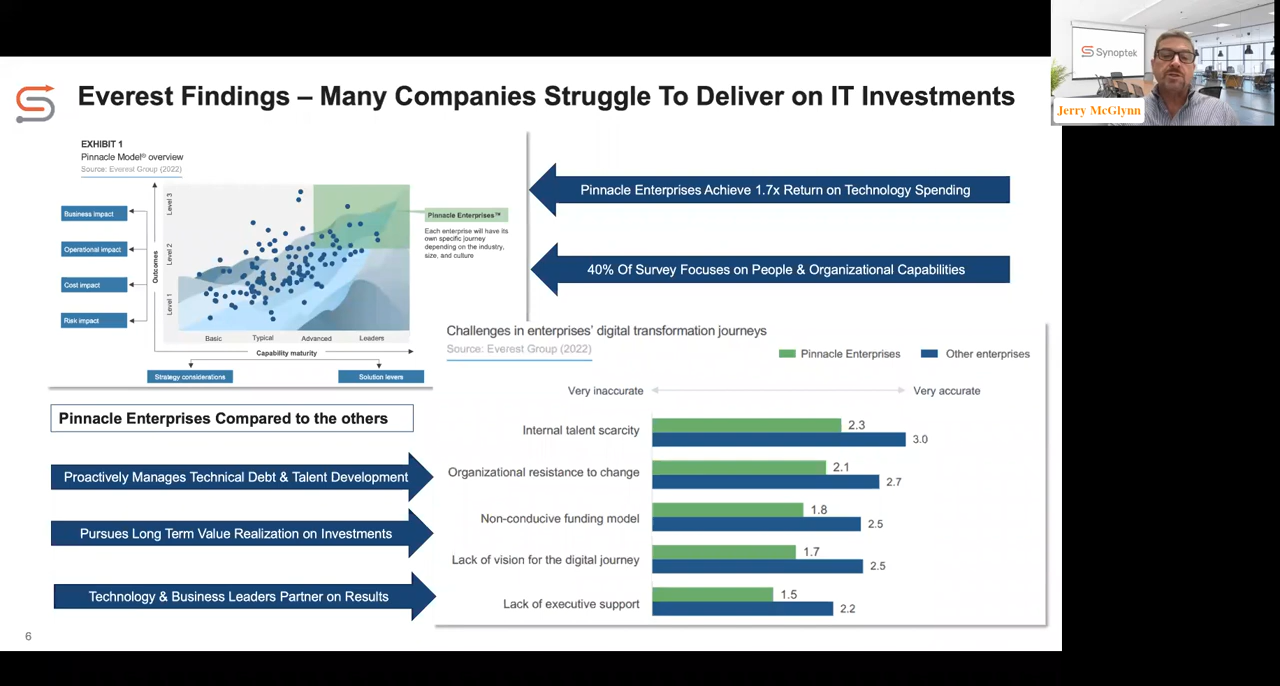 Everest Findings – Many Companies Struggle To Deliver on IT Investments
Synoptek
Jerry McGlynn
EXHIBIT 1
Pinnacle Model® overview
Source: Everest Group (2022)
Business impact
Operational impact
Cost impact
Risk impact
Outcomes
Level 3
Level 2
Level 1
Basic
Typical
Advanced
Leaders
Capability maturity
Strategy considerations
Solution levers
Pinnacle Enterprises™
Each enterprise will have its
own specific journey
depending on the industry,
size, and culture
Pinnacle Enterprises Achieve 1.7x Return on Technology Spending
40% Of Survey Focuses on People & Organizational Capabilities
Pinnacle Enterprises Compared to the others
Proactively Manages Technical Debt & Talent Development
Pursues Long Term Value Realization on Investments
Technology & Business Leaders Partner on Results
Challenges in enterprises' digital transformation journeys
Source: Everest Group (2022)
Pinnacle Enterprises
Other enterprises
Very inaccurate
Very accurate
Internal talent scarcity
2.3
3.0
Organizational resistance to change
2.1
2.7
Non-conducive funding model
1.8
2.5
Lack of vision for the digital journey
1.7
2.5
Lack of executive support
1.5
2.2
6